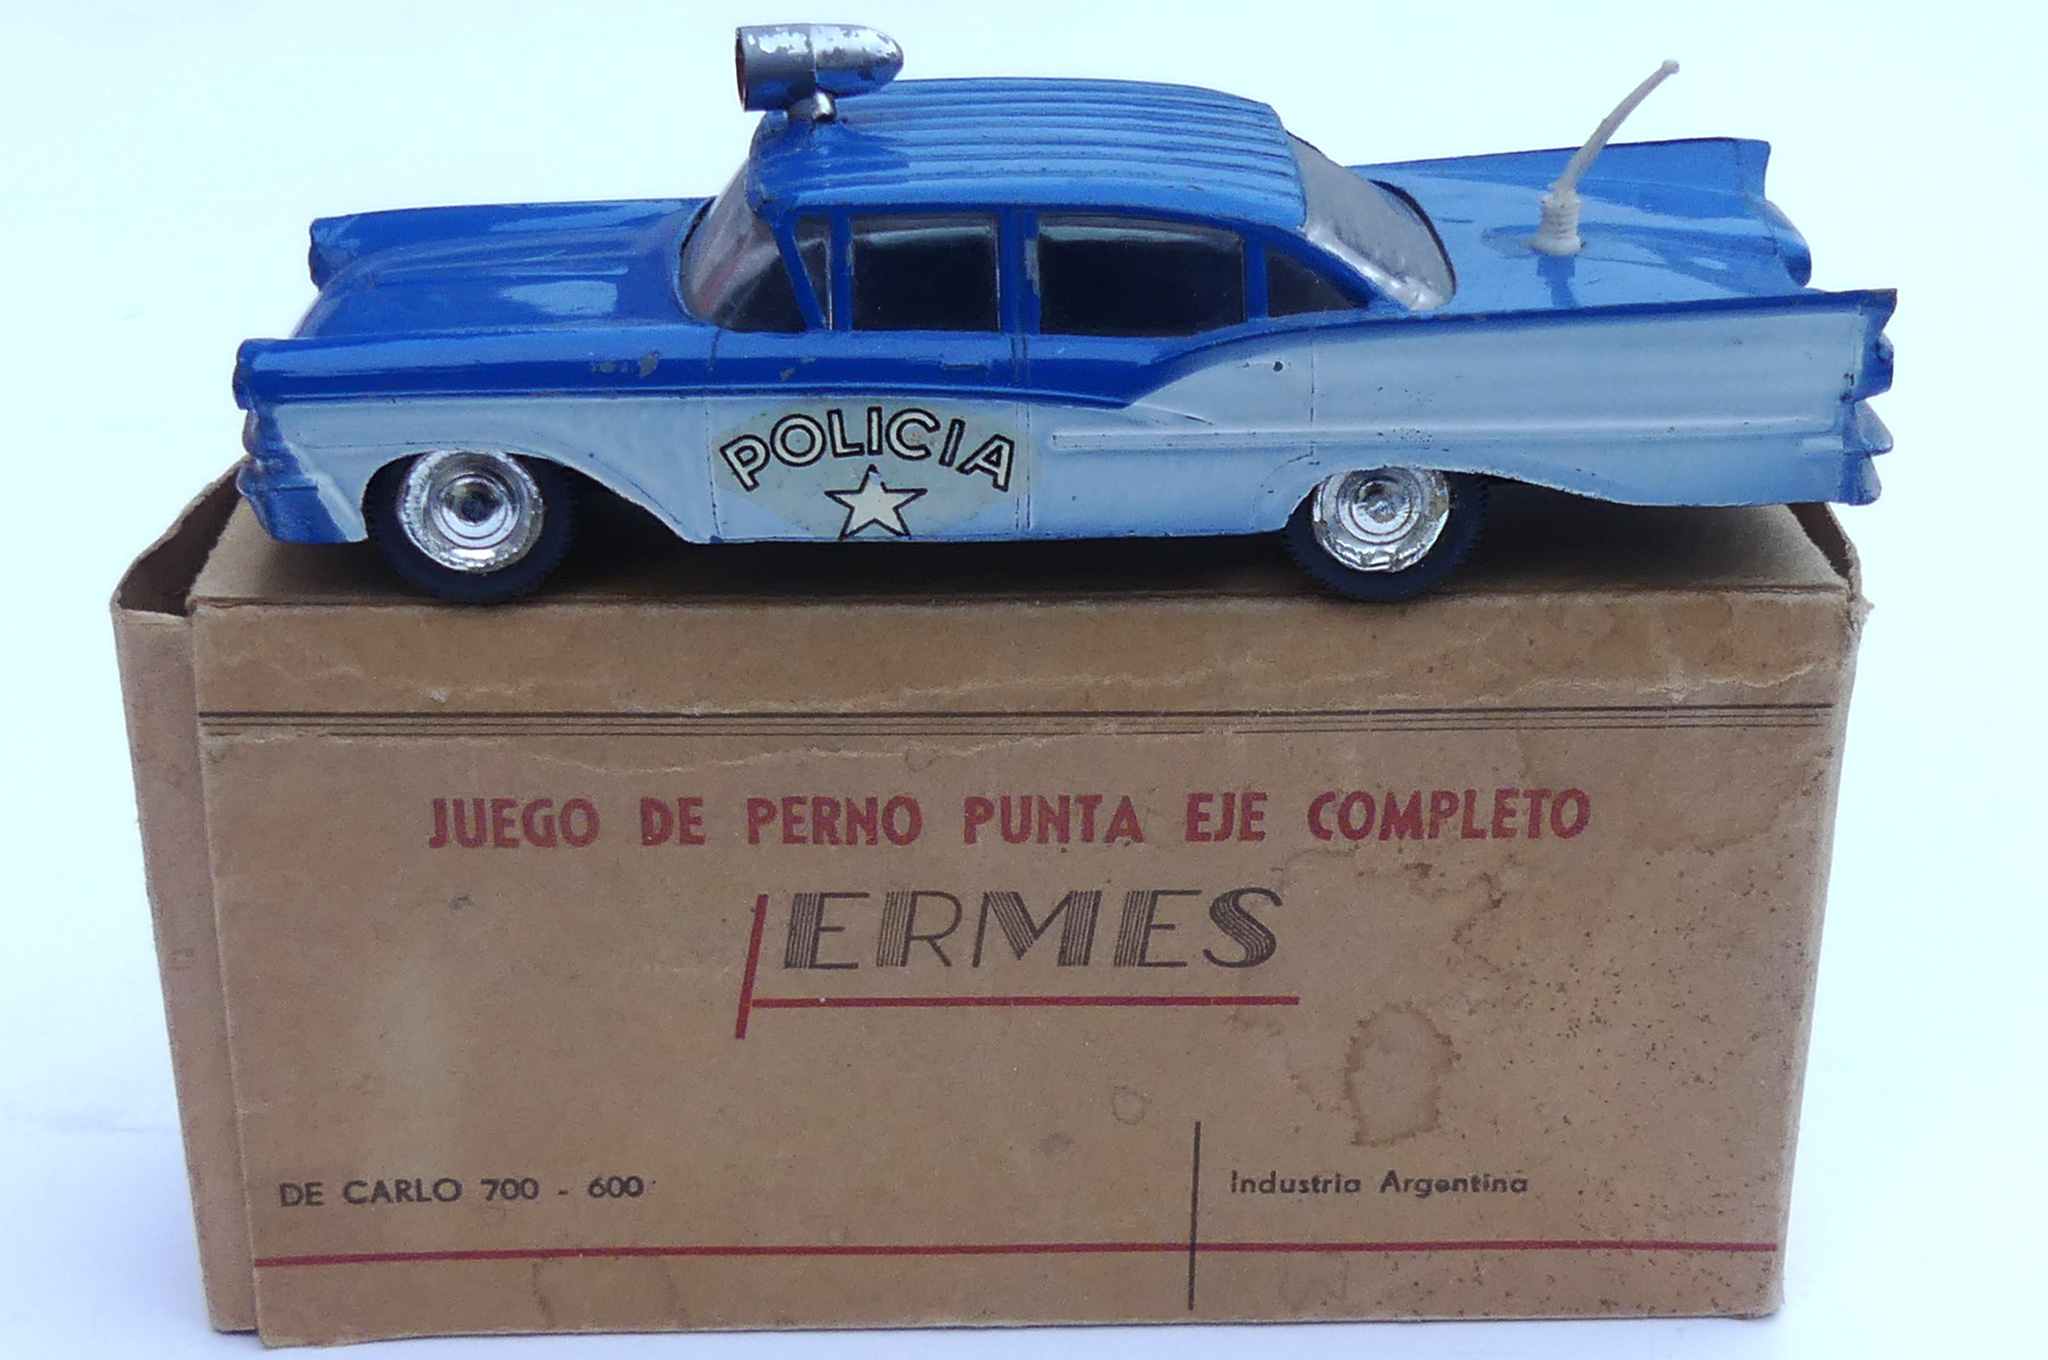 POLICIA
JUEGO DE PERNO PUNTA EJE COMPLETO
ERMES
DE CARLO 700 - 600
Industria Argentina